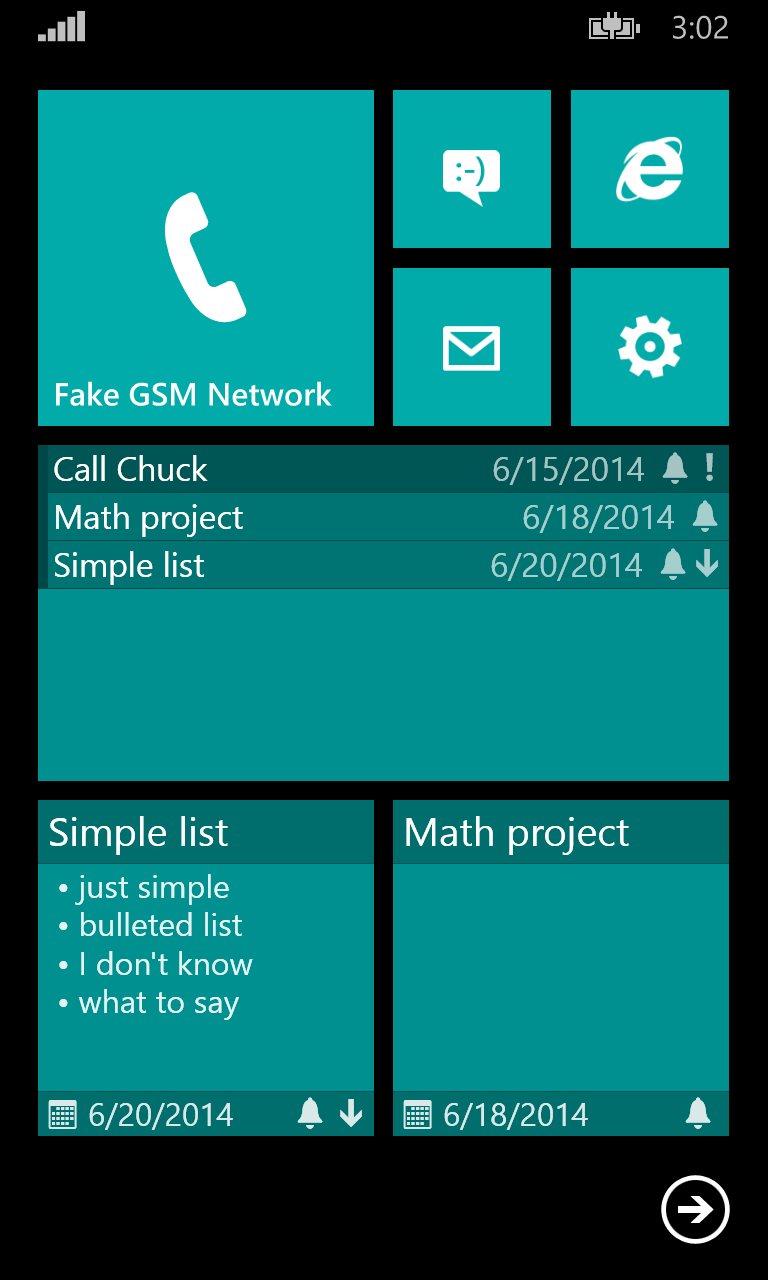 3:02
:-)
Fake GSM Network
Call Chuck 6/15/2014 !
Math project 6/18/2014
Simple list 6/20/2014
Simple list
• just simple
• bulleted list
• I don't know
• what to say
6/20/2014
Math project
6/18/2014